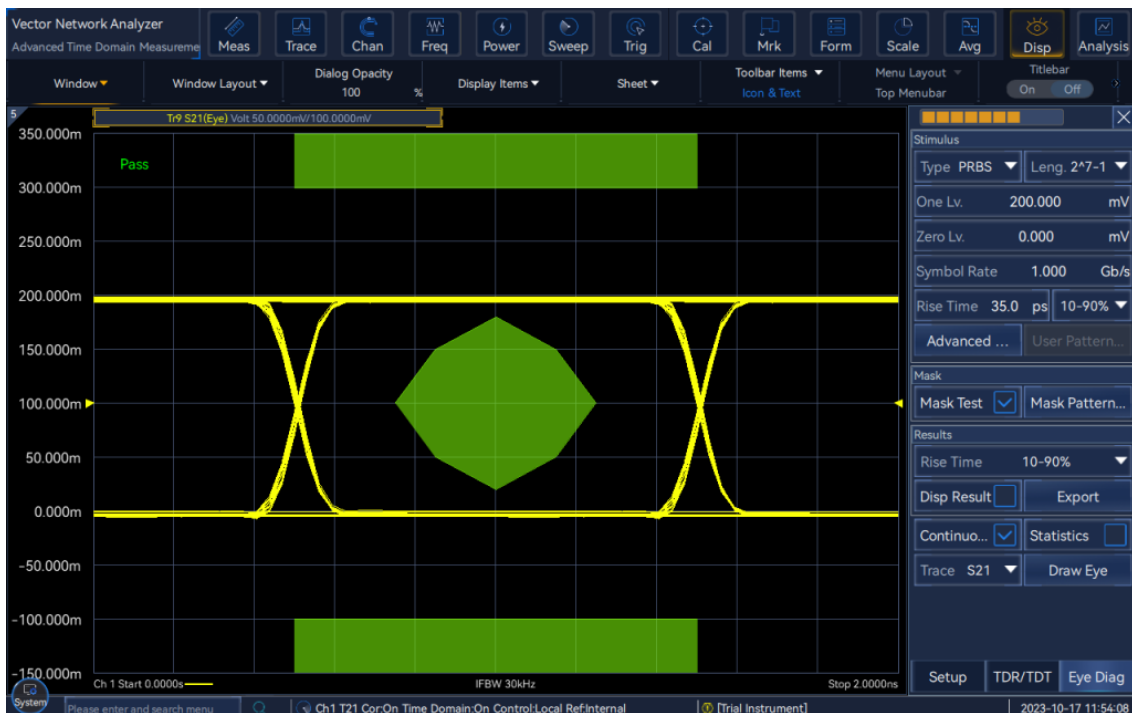 Vector Network Analyzer
Advanced Time Domain Measureme
Meas Trace Chan Freq Power Sweep Trig Cal Mrk Form Scale Avg Disp Analysis
Window Window Layout Dialog Opacity 100 % Display Items Sheet Toolbar Items Icon & Text Menu Layout Top Menubar Titlebar On Off
5
Tr9 S21(Eye) Volt 50.0000mV/100.0000mV
Pass
350.000m
300.000m
250.000m
200.000m
150.000m
100.000m
50.000m
0.000m
-50.000m
-100.000m
-150.000m
Ch 1 Start 0.0000s IFBW 30kHz Stop 2.0000ns
Stimulus
Type PRBS Leng. 2^7-1
One Lv. 200.000 mV
Zero Lv. 0.000 mV
Symbol Rate 1.000 Gb/s
Rise Time 35.0 ps 10-90%
Advanced ... User Pattern...
Mask
Mask Test Mask Pattern...
Results
Rise Time 10-90%
Disp Result Export
Continuo... Statistics
Trace S21 Draw Eye
Setup TDR/TDT Eye Diag
System Please enter and search menu Ch1 T21 Cor:On Time Domain:On Control:Local Ref:Internal [Trial Instrument] 2023-10-17 11:54:08